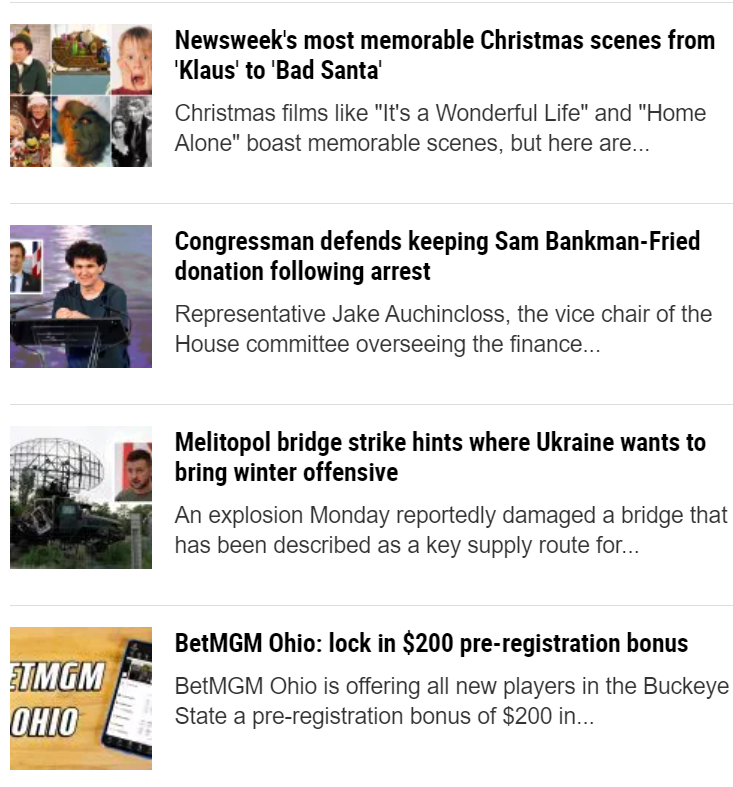 Newsweek's most memorable Christmas scenes from
'Klaus' to 'Bad Santa'
Christmas films like "It's a Wonderful Life" and "Home
Alone" boast memorable scenes, but here are...
Congressman defends keeping Sam Bankman-Fried
donation following arrest
Representative Jake Auchincloss, the vice chair of the
House committee overseeing the finance...
Melitopol bridge strike hints where Ukraine wants to
bring winter offensive
An explosion Monday reportedly damaged a bridge that
has been described as a key supply route for...
ETMGM
OHIO
BetMGM Ohio: lock in $200 pre-registration bonus
BetMGM Ohio is offering all new players in the Buckeye
State a pre-registration bonus of $200 in...